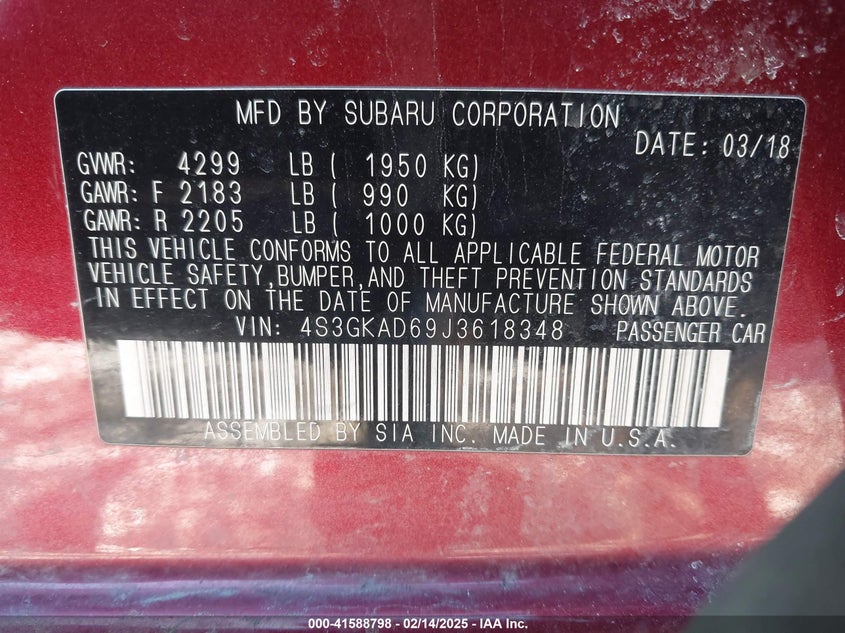 MFD BY SUBARU CORPORATION
DATE: 03/18
GVWR: 4299 LB ( 1950 KG)
GAWR: F 2183 LB ( 990 KG)
GAWR: R 2205 LB ( 1000 KG)
THIS VEHICLE CONFORMS TO ALL APPLICABLE FEDERAL MOTOR
VEHICLE SAFETY,BUMPER,AND THEFT PREVENTION STANDARDS
IN EFFECT ON THE DATE OF MANUFACTURE SHOWN ABOVE.
VIN: 4S3GKAD69J3618348 PASSENGER CAR
ASSEMBLED BY SIA INC. MADE IN U.S.A.
000-41588798 - 02/14/2025 - IAA Inc.